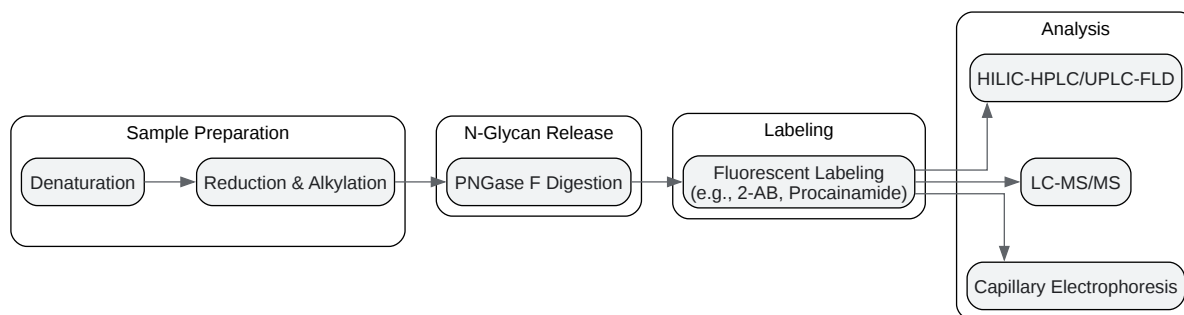 Sample Preparation
Denaturation
Reduction & Alkylation
N-Glycan Release
PNGase F Digestion
Labeling
Fluorescent Labeling
(e.g., 2-AB, Procainamide)
Analysis
HILIC-HPLC/UPLC-FLD
LC-MS/MS
Capillary Electrophoresis